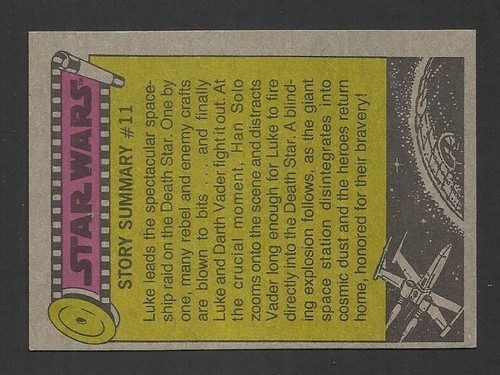 STAR WARS
STORY SUMMARY #11
Luke leads the spectacular space-
ship raid on the Death Star. One by
one, many rebel and enemy crafts
are blown to bits . . . and finally
Luke and Darth Vader fight it out. At
the crucial moment, Han Solo
zooms onto the scene and distracts
Vader long enough for Luke to fire
directly into the Death Star. A blind-
ing explosion follows, as the giant
space station disintegrates into
cosmic dust and the heroes return
home, honored for their bravery!